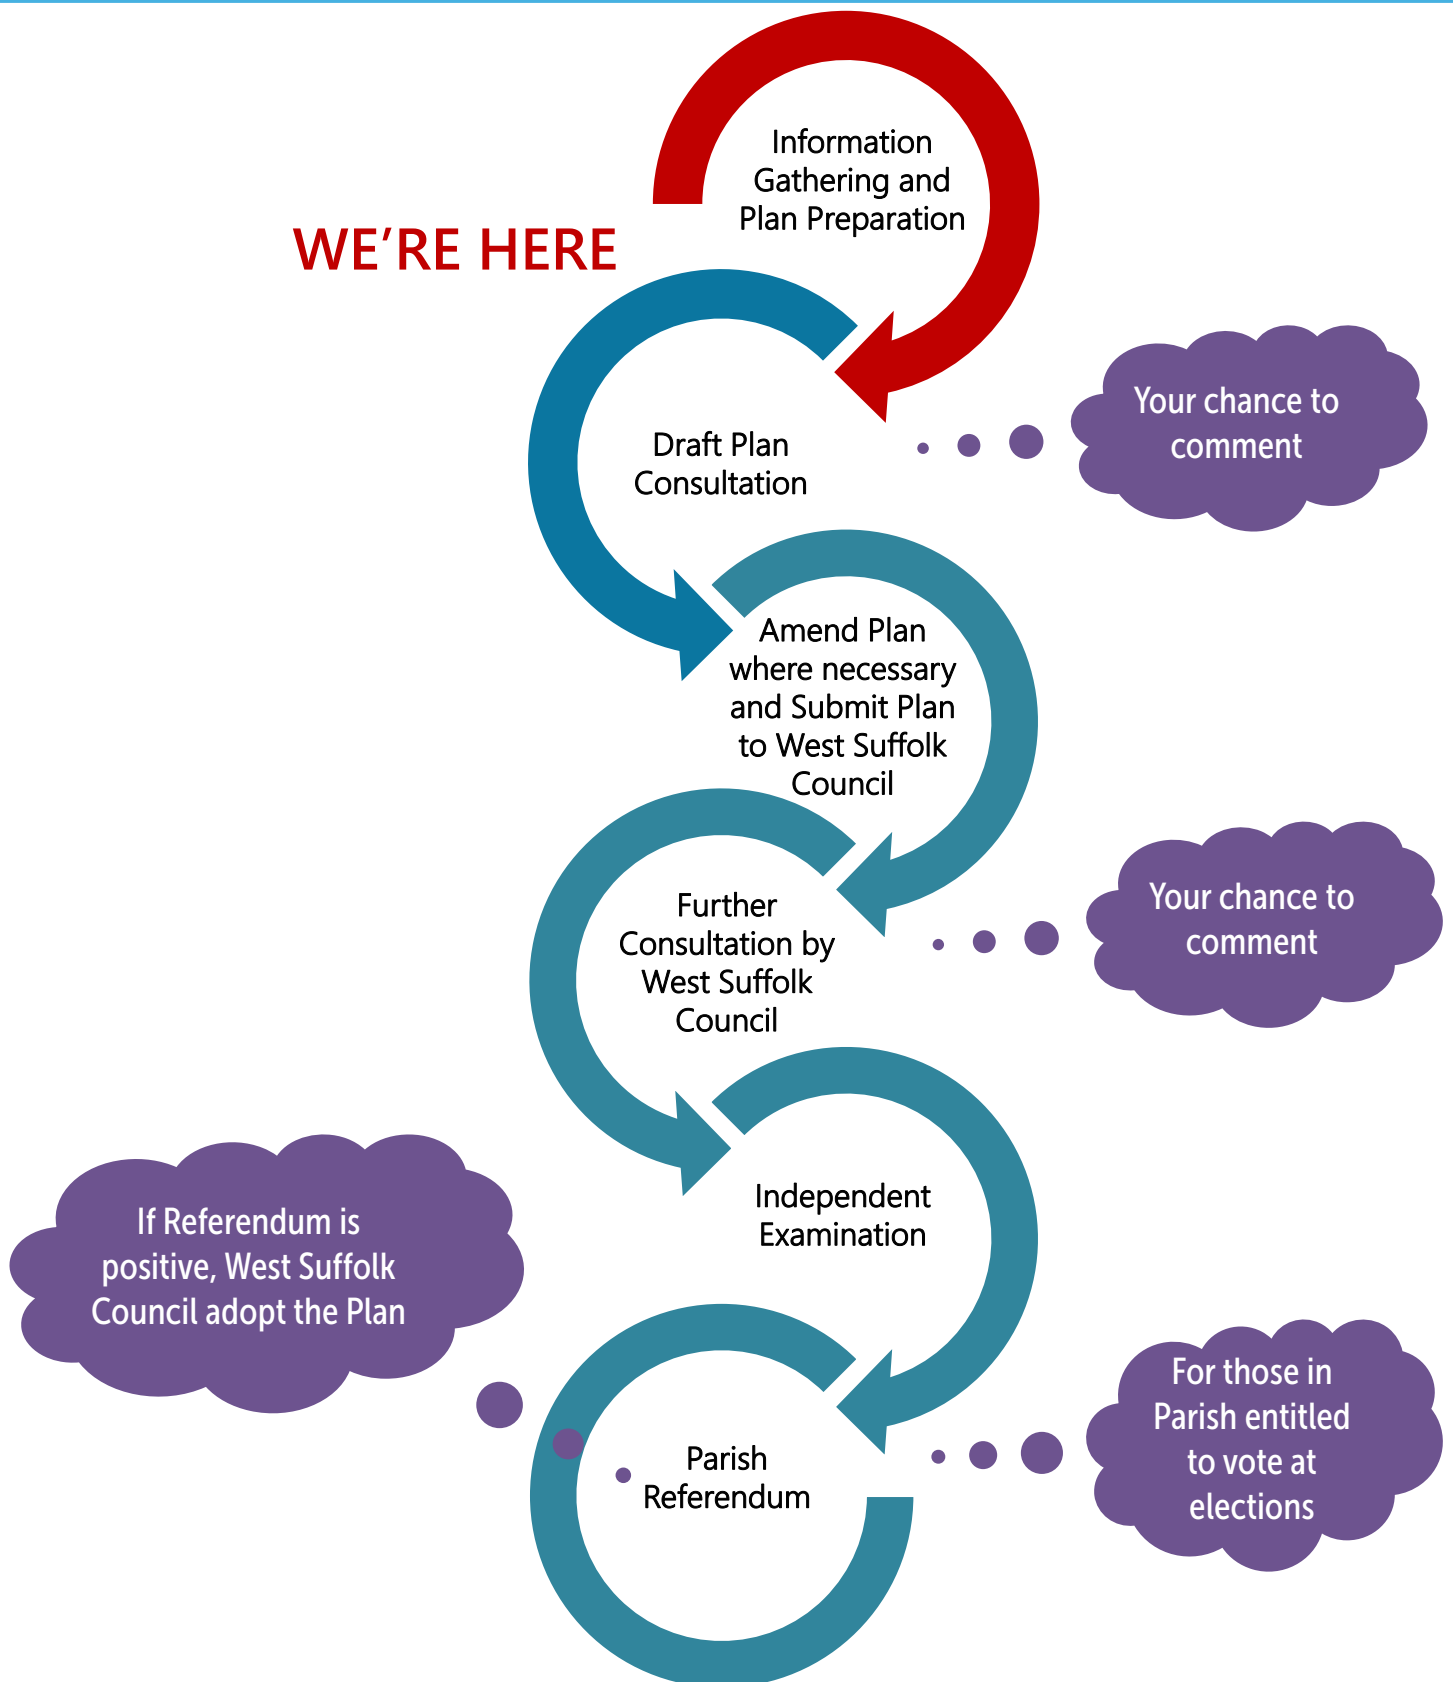 Information
Gathering and
Plan Preparation
WE’RE HERE
Your chance to
comment
Draft Plan
Consultation
Amend Plan
where necessary
and Submit Plan
to West Suffolk
Council
Your chance to
comment
Further
Consultation by
West Suffolk
Council
Independent
Examination
If Referendum is
positive, West Suffolk
Council adopt the Plan
For those in
Parish entitled
to vote at
elections
Parish
Referendum